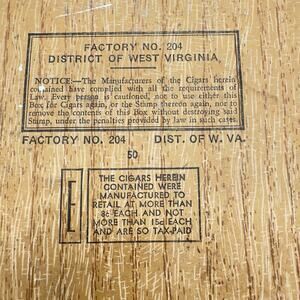 FACTORY NO. 204
DISTRICT OF WEST VIRGINIA,
NOTICE:—The Manufacturers of the Cigars herein
contained have complied with all the requirements of
Law. Every person is cautioned, not to use either this
Box for Cigars again, or the Stamp thereon again, nor to
remove the contents of this Box without destroying said
Stamp, under the penalties provided by law in such cases.
FACTORY NO. 204 DIST. OF W. VA.
50
E
THE CIGARS HEREIN
CONTAINED WERE
MANUFACTURED TO
RETAIL AT MORE THAN
8¢ EACH AND NOT
MORE THAN 15¢ EACH
AND ARE SO TAX-PAID